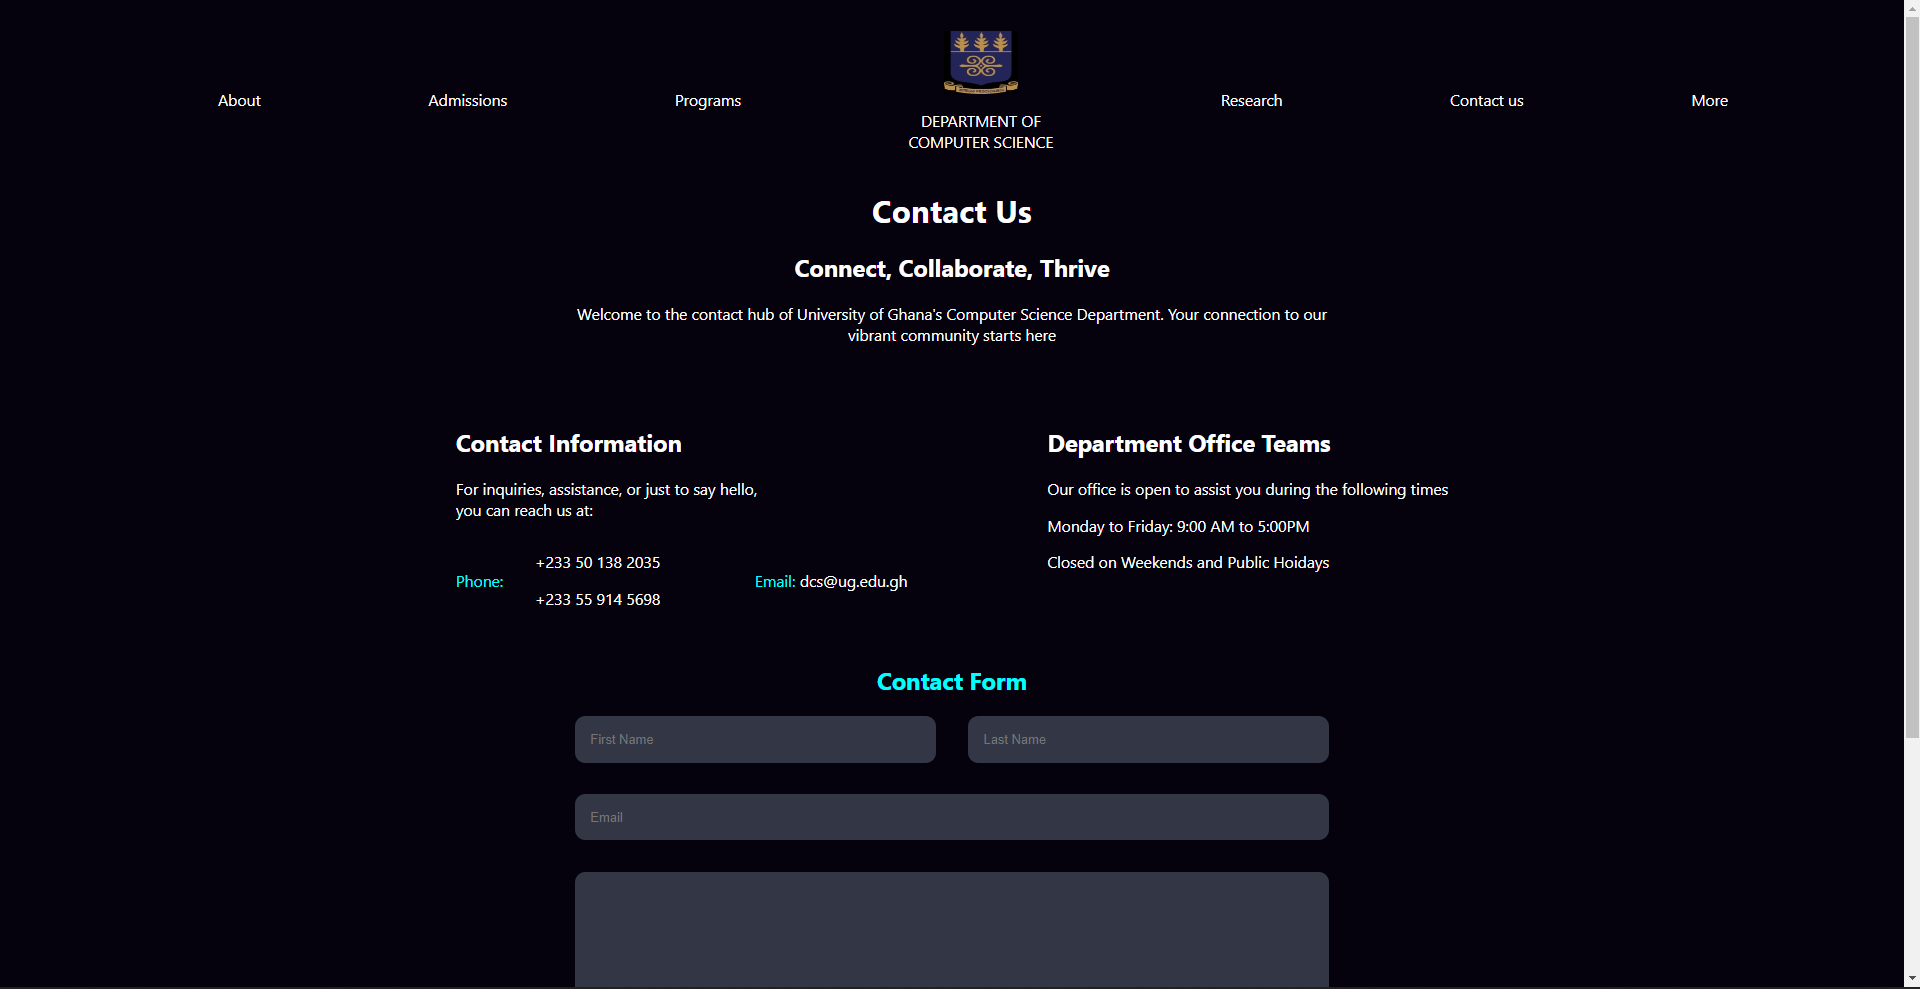 About
Admissions
Programs
DEPARTMENT OF
COMPUTER SCIENCE
Research
Contact us
More
Contact Us
Connect, Collaborate, Thrive
Welcome to the contact hub of University of Ghana's Computer Science Department. Your connection to our
vibrant community starts here
Contact Information
For inquiries, assistance, or just to say hello,
you can reach us at:
Phone:
+233 50 138 2035
+233 55 914 5698
Email: dcs@ug.edu.gh
Department Office Teams
Our office is open to assist you during the following times
Monday to Friday: 9:00 AM to 5:00PM
Closed on Weekends and Public Hoidays
Contact Form
First Name
Last Name
Email